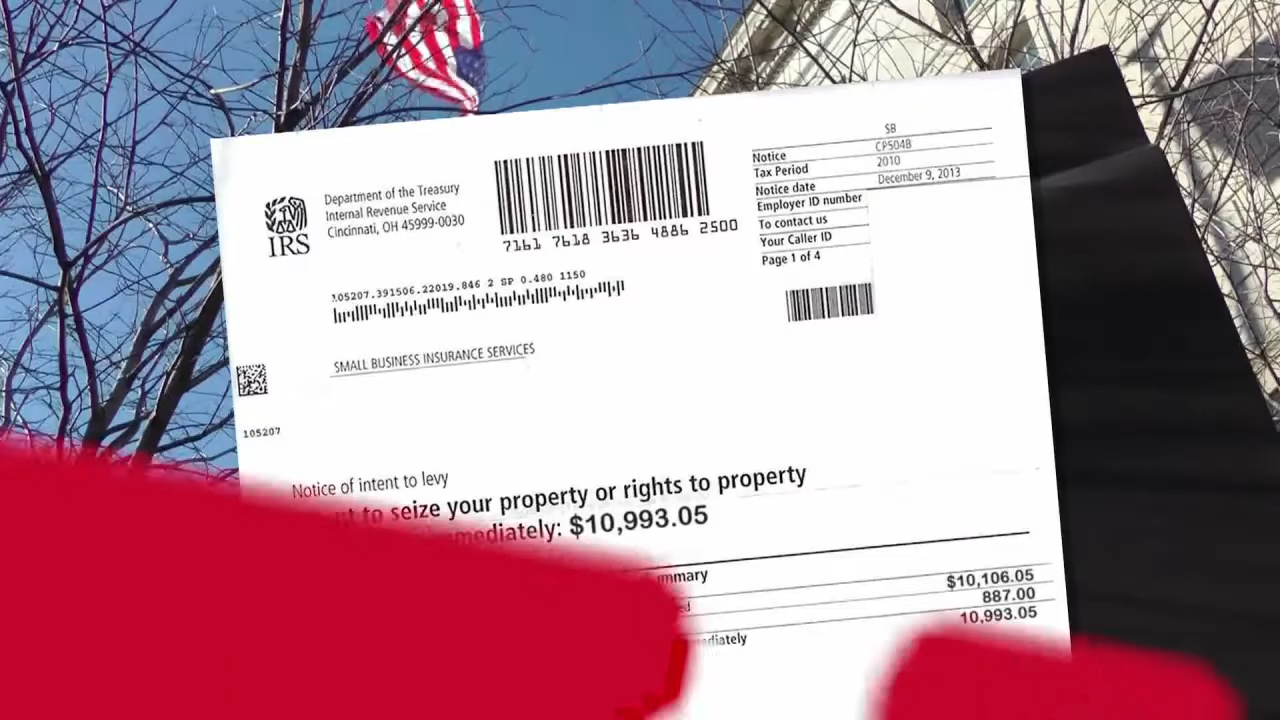 SB
Notice CP504B
Tax Period 2010
Notice date December 9, 2013
Employer ID number
To contact us
Your Caller ID
Page 1 of 4
IRS
Department of the Treasury
Internal Revenue Service
Cincinnati, OH 45999-0030
7161 7618 3636 4886 2500
105207.391506.22019.846 2 SP 0.480 1150
SMALL BUSINESS INSURANCE SERVICES
105207
Notice of intent to levy
to seize your property or rights to property
mediately: $10,993.05
mmary
$10,106.05
ed 887.00
10,993.05
mediately